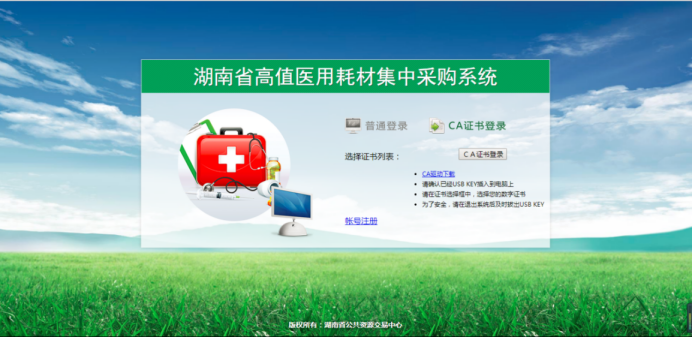 湖南省高值医用耗材集中采购系统
普通登录 CA证书登录
选择证书列表： CA证书登录
CA驱动下载
请确认已经USB KEY插入到电脑上
请在证书选择框中，选择您的数字证书
为了安全，请在退出系统后及时拔出USB KEY
帐号注册
版权所有：湖南省公共资源交易中心